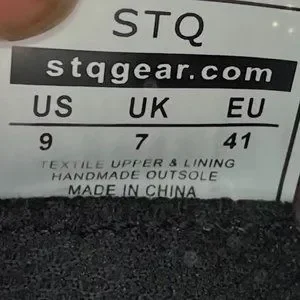 STQ
stqgear.com
US UK EU
9 7 41
TEXTILE UPPER & LINING
HANDMADE OUTSOLE
MADE IN CHINA